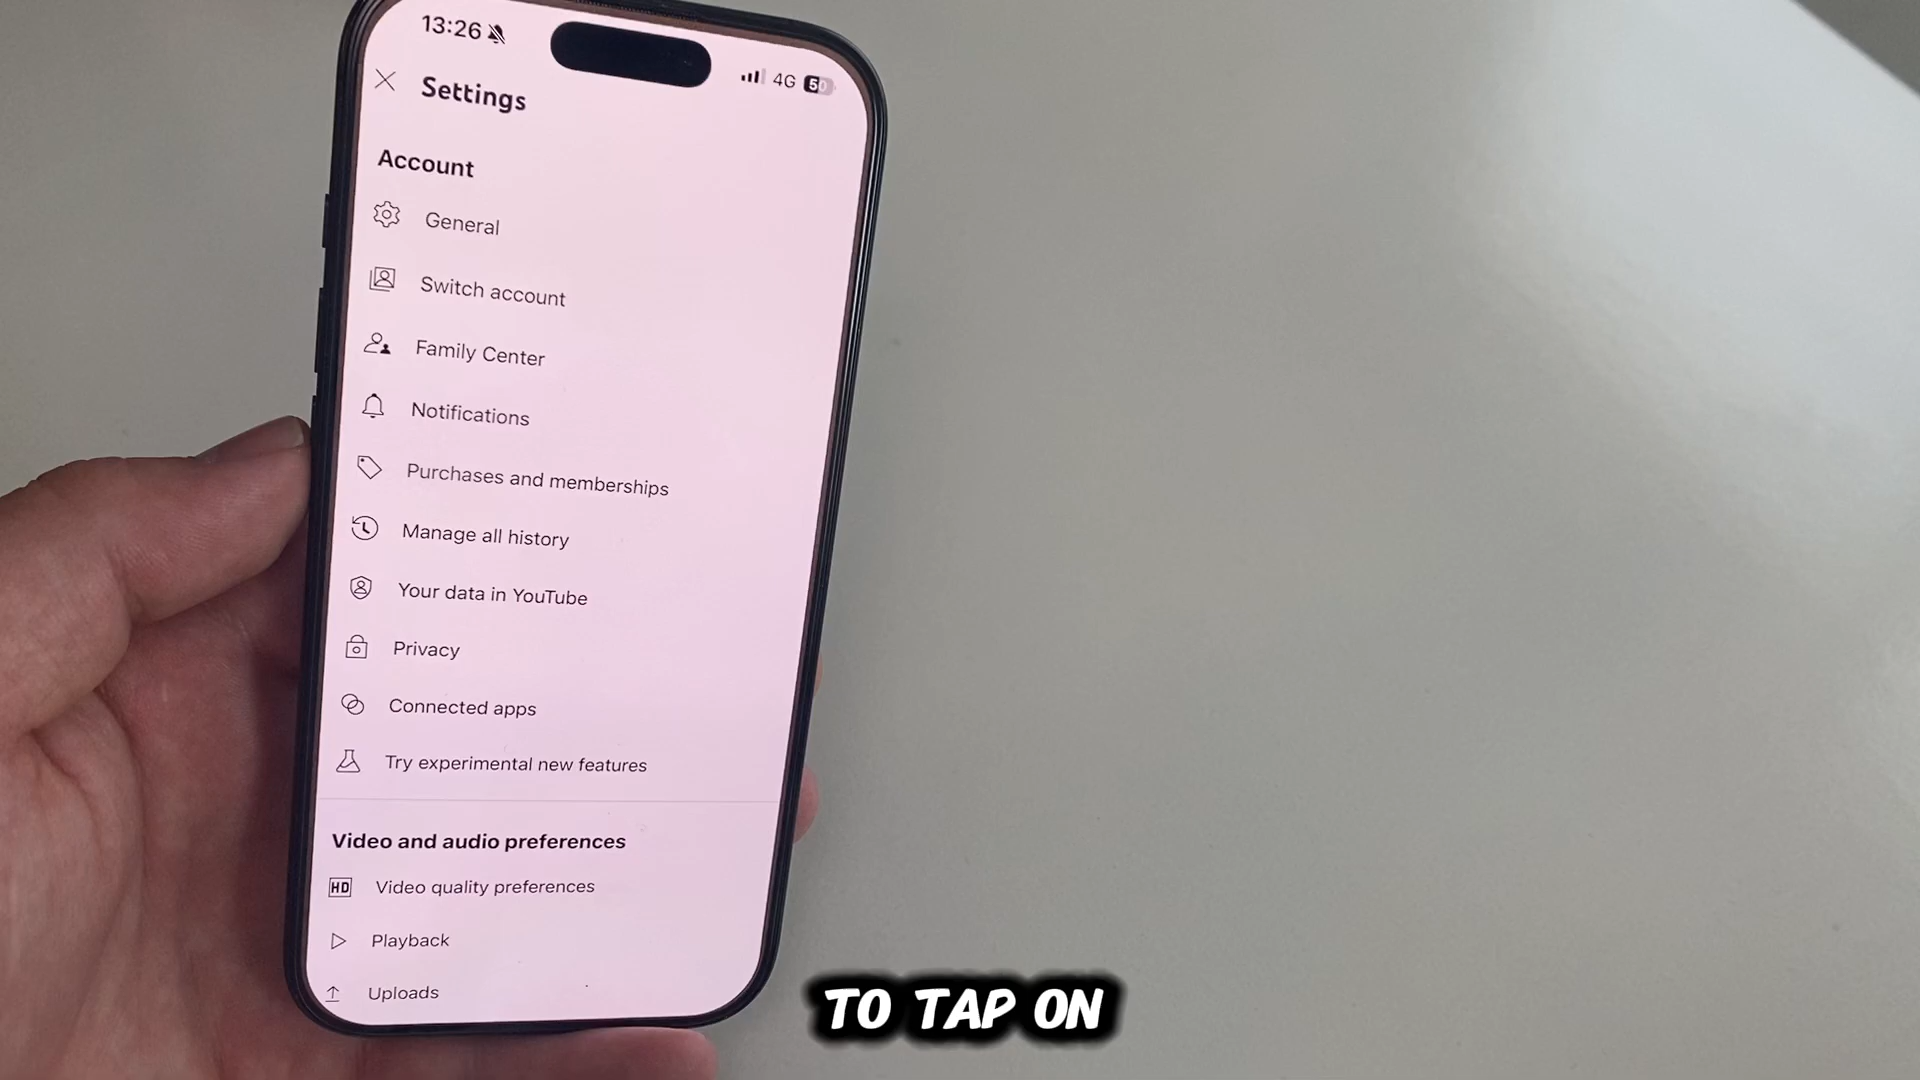 13:26
4G 50
Settings
Account
General
Switch account
Family Center
Notifications
Purchases and memberships
Manage all history
Your data in YouTube
Privacy
Connected apps
Try experimental new features
Video and audio preferences
HD Video quality preferences
Playback
Uploads
TO TAP ON